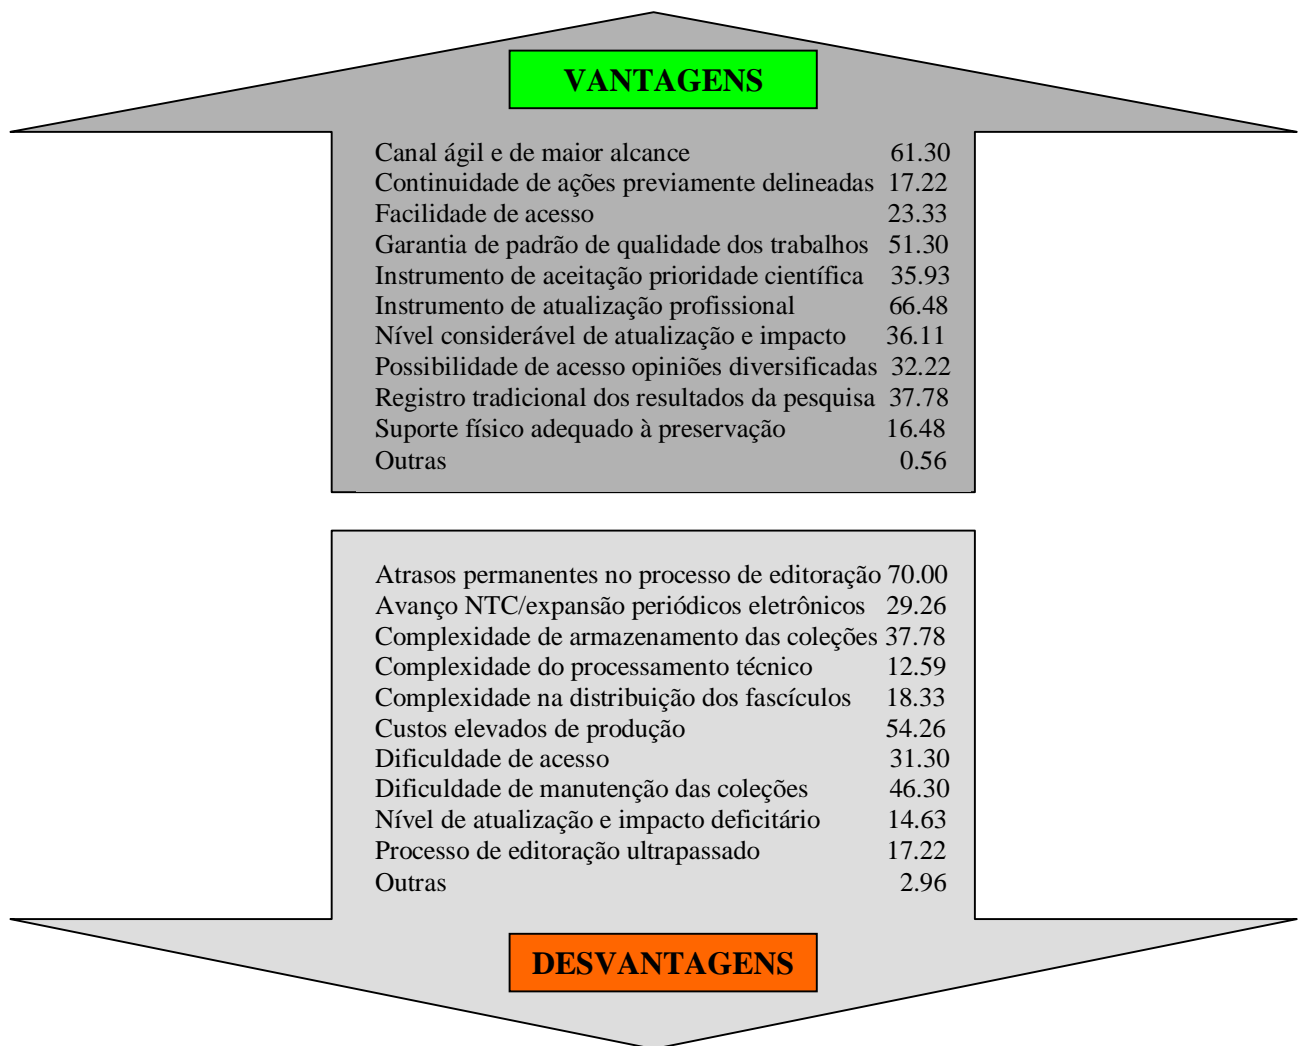 VANTAGENS
Canal ágil e de maior alcance 61.30
Continuidade de ações previamente delineadas 17.22
Facilidade de acesso 23.33
Garantia de padrão de qualidade dos trabalhos 51.30
Instrumento de aceitação prioridade científica 35.93
Instrumento de atualização profissional 66.48
Nível considerável de atualização e impacto 36.11
Possibilidade de acesso opiniões diversificadas 32.22
Registro tradicional dos resultados da pesquisa 37.78
Suporte físico adequado à preservação 16.48
Outras 0.56
Atrasos permanentes no processo de editoração 70.00
Avanço NTC/expansão periódicos eletrônicos 29.26
Complexidade de armazenamento das coleções 37.78
Complexidade do processamento técnico 12.59
Complexidade na distribuição dos fascículos 18.33
Custos elevados de produção 54.26
Dificuldade de acesso 31.30
Dificuldade de manutenção das coleções 46.30
Nível de atualização e impacto deficitário 14.63
Processo de editoração ultrapassado 17.22
Outras 2.96
DESVANTAGENS